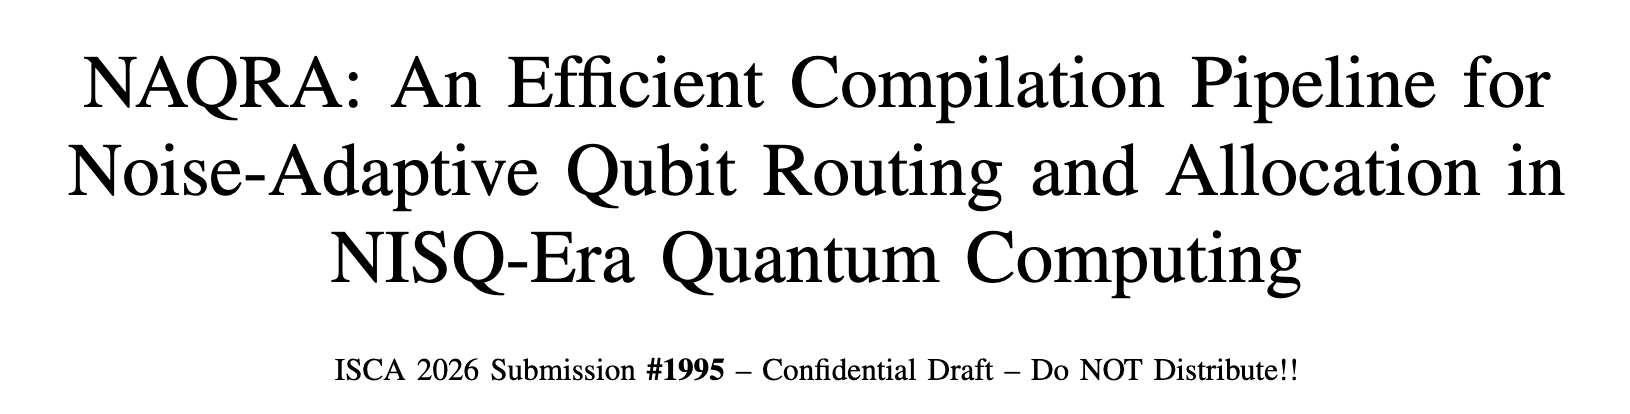 NAQRA: An Efficient Compilation Pipeline for
Noise-Adaptive Qubit Routing and Allocation in
NISQ-Era Quantum Computing
ISCA 2026 Submission #1995 – Confidential Draft – Do NOT Distribute!!